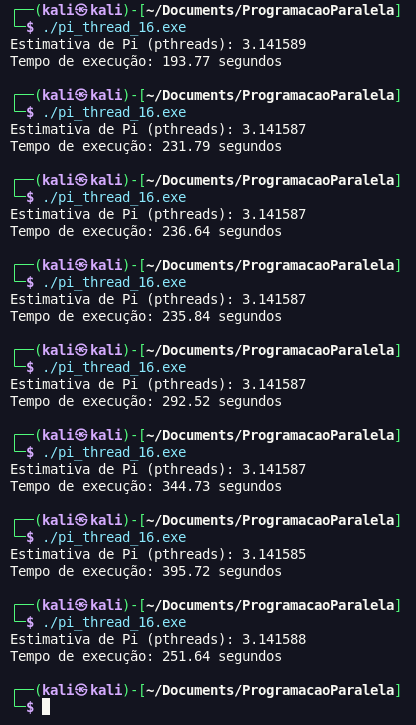 ┌──(kali㉿kali)-[~/Documents/ProgramacaoParalela]
└─$ ./pi_thread_16.exe
Estimativa de Pi (pthreads): 3.141589
Tempo de execução: 193.77 segundos
┌──(kali㉿kali)-[~/Documents/ProgramacaoParalela]
└─$ ./pi_thread_16.exe
Estimativa de Pi (pthreads): 3.141587
Tempo de execução: 231.79 segundos
┌──(kali㉿kali)-[~/Documents/ProgramacaoParalela]
└─$ ./pi_thread_16.exe
Estimativa de Pi (pthreads): 3.141587
Tempo de execução: 236.64 segundos
┌──(kali㉿kali)-[~/Documents/ProgramacaoParalela]
└─$ ./pi_thread_16.exe
Estimativa de Pi (pthreads): 3.141587
Tempo de execução: 235.84 segundos
┌──(kali㉿kali)-[~/Documents/ProgramacaoParalela]
└─$ ./pi_thread_16.exe
Estimativa de Pi (pthreads): 3.141587
Tempo de execução: 292.52 segundos
┌──(kali㉿kali)-[~/Documents/ProgramacaoParalela]
└─$ ./pi_thread_16.exe
Estimativa de Pi (pthreads): 3.141587
Tempo de execução: 344.73 segundos
┌──(kali㉿kali)-[~/Documents/ProgramacaoParalela]
└─$ ./pi_thread_16.exe
Estimativa de Pi (pthreads): 3.141585
Tempo de execução: 395.72 segundos
┌──(kali㉿kali)-[~/Documents/ProgramacaoParalela]
└─$ ./pi_thread_16.exe
Estimativa de Pi (pthreads): 3.141588
Tempo de execução: 251.64 segundos
┌──(kali㉿kali)-[~/Documents/ProgramacaoParalela]
└─$